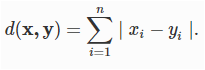 d(𝐱, 𝐲) = ∑_{i=1}^{n} | x_i − y_i |.